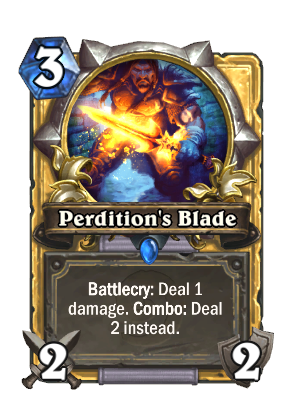 3
Perdition's Blade
Battlecry: Deal 1
damage. Combo: Deal
2 instead.
2
2